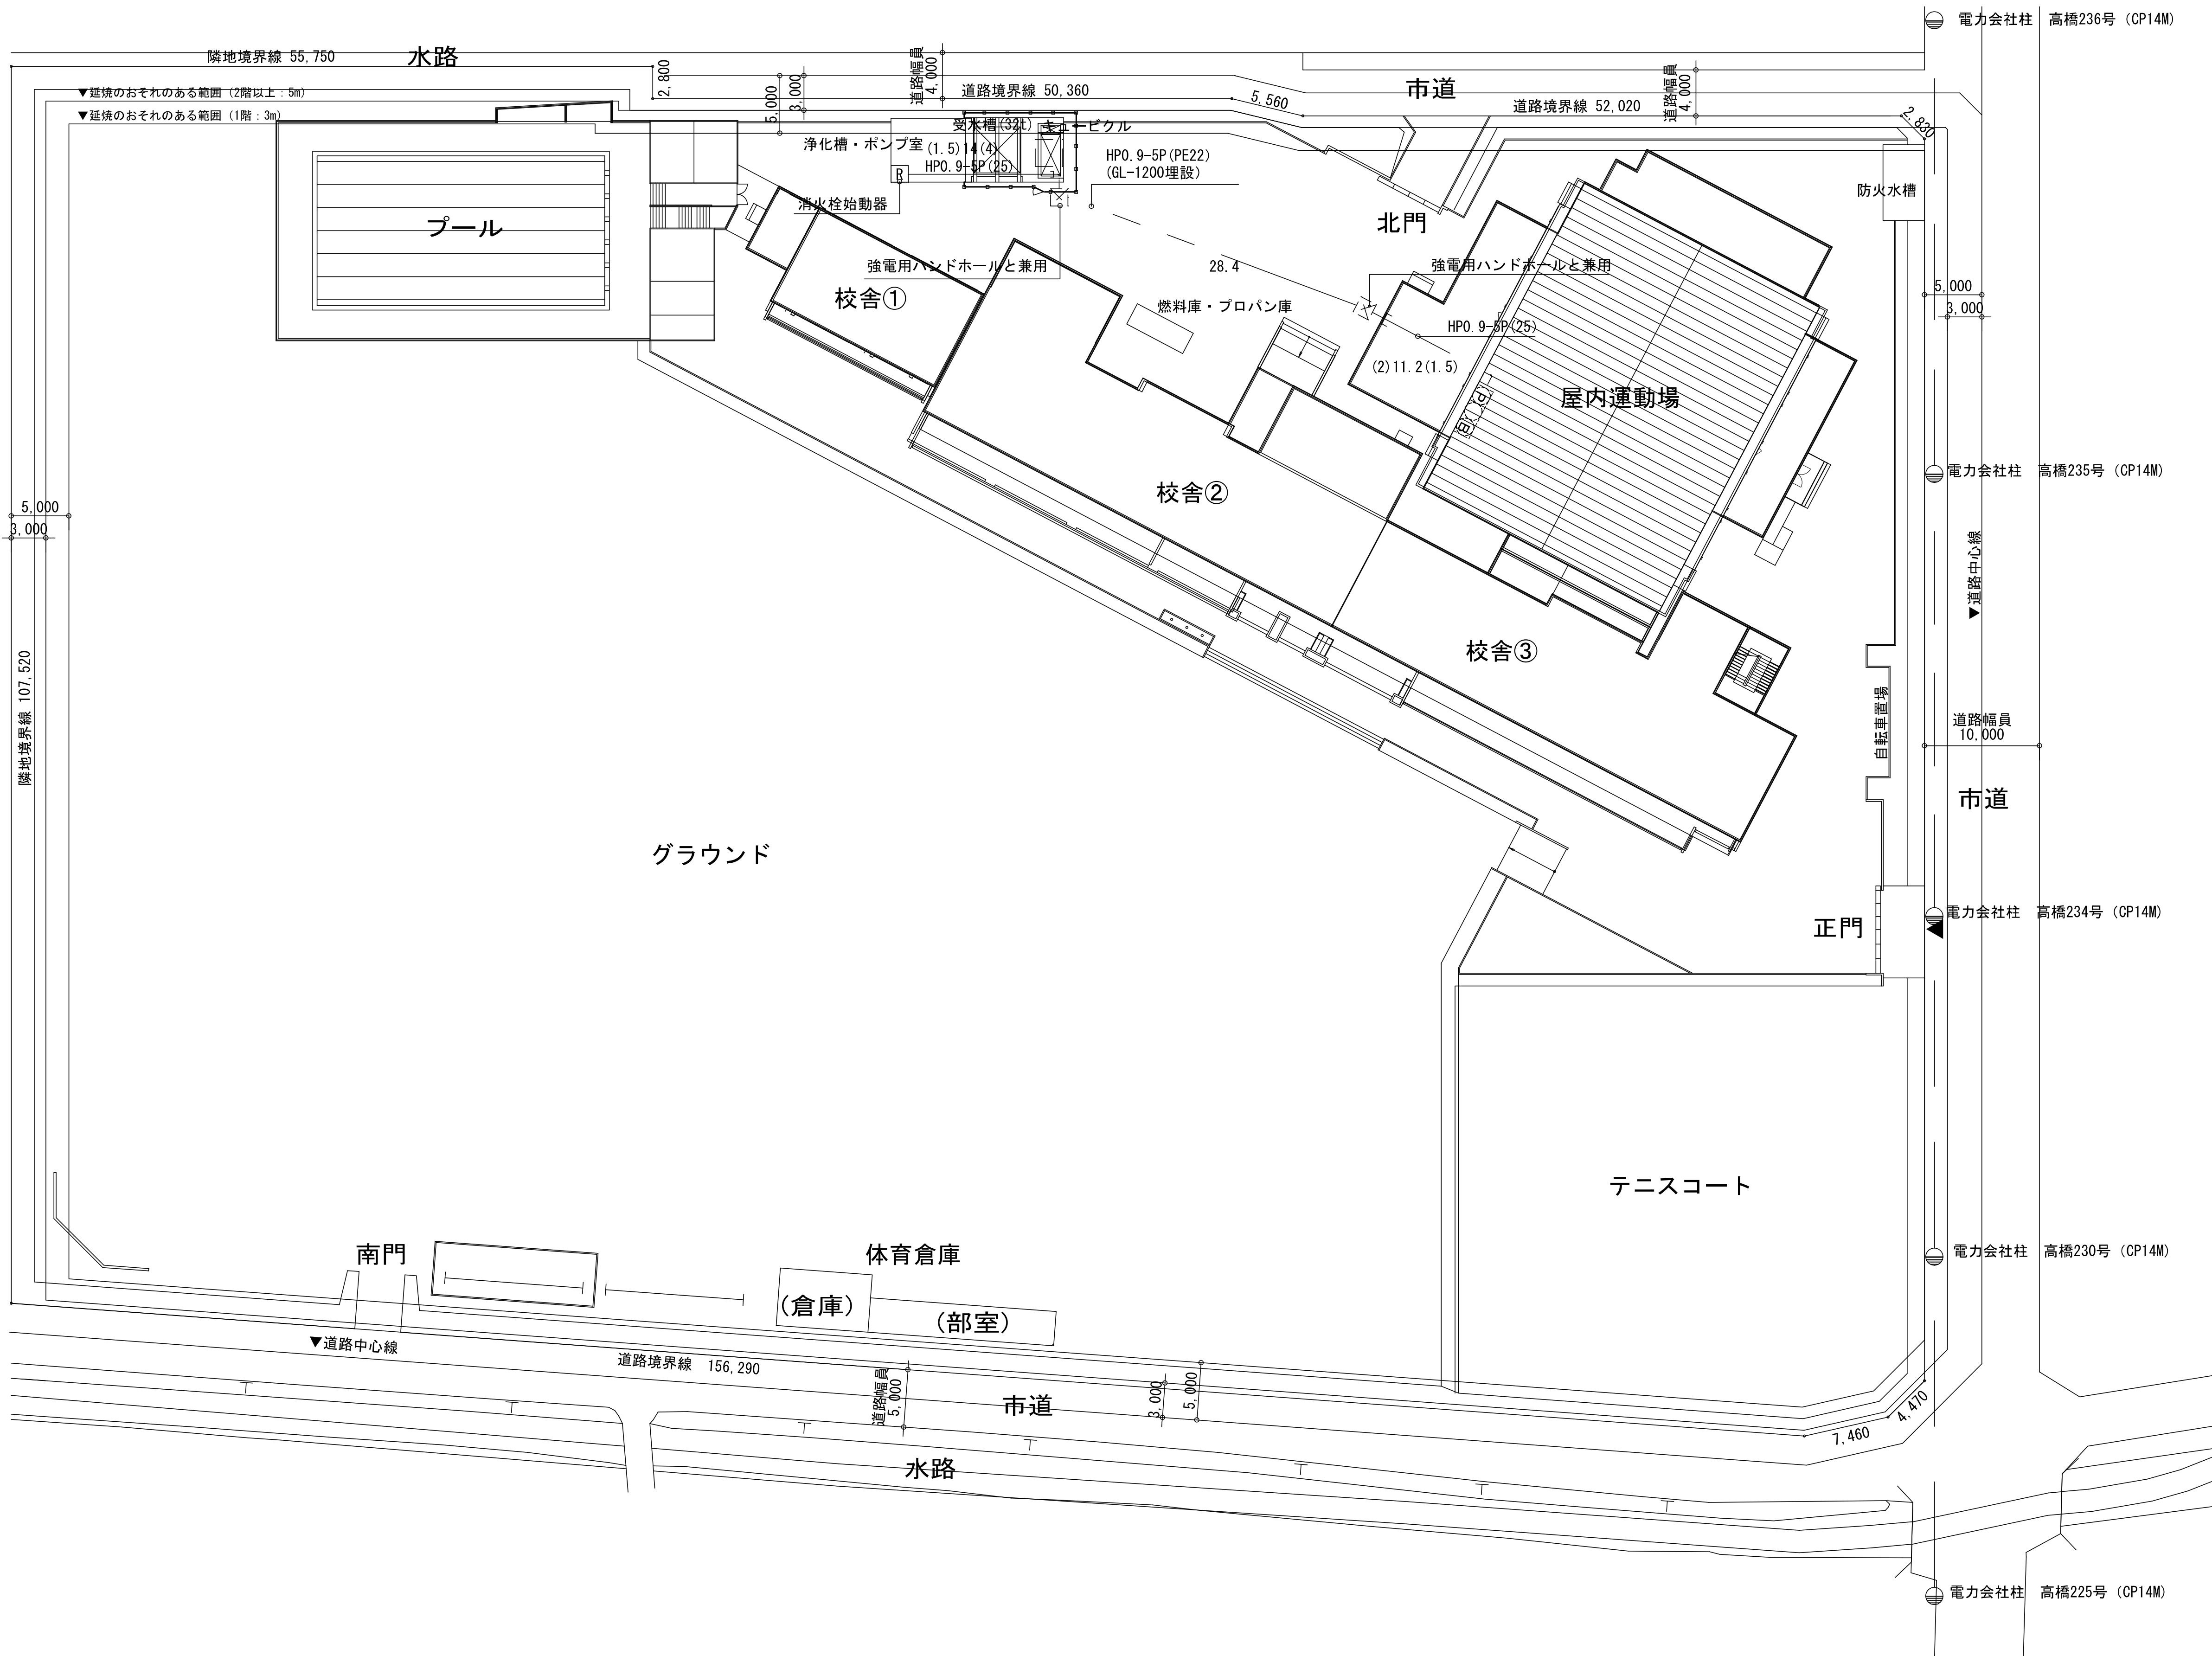 電力会社柱　高橋236号（CP14M）
隣地境界線 55,750
水路
道路幅員
4,000
2,800
5,000
3,000
道路境界線 50,360
5,560
市道
道路幅員
4,000
道路境界線 52,020
2,830
▼延焼のおそれのある範囲（2階以上：5m）
▼延焼のおそれのある範囲（1階：3m）
受水槽(32t)
キュービクル
浄化槽・ポンプ室
(1.5)14(4)
HP0.9-5P(25)
R
HP0.9-5P(PE22)
(GL-1200埋設)
消火栓始動器
防火水槽
プール
北門
強電用ハンドホールと兼用
28.4
強電用ハンドホールと兼用
校舎①
燃料庫・プロパン庫
HP0.9-5P(25)
(2)11.2(1.5)
5,000
3,000
屋内運動場
校舎②
電力会社柱　高橋235号（CP14M）
5,000
3,000
▼道路中心線
校舎③
隣地境界線 107,520
自転車置場
道路幅員
10,000
市道
グラウンド
電力会社柱　高橋234号（CP14M）
正門
テニスコート
南門
体育倉庫
電力会社柱　高橋230号（CP14M）
(倉庫)
(部室)
▼道路中心線
道路境界線　156,290
道路幅員
5,000
市道
3,000
5,000
4,470
7,460
水路
電力会社柱　高橋225号（CP14M）